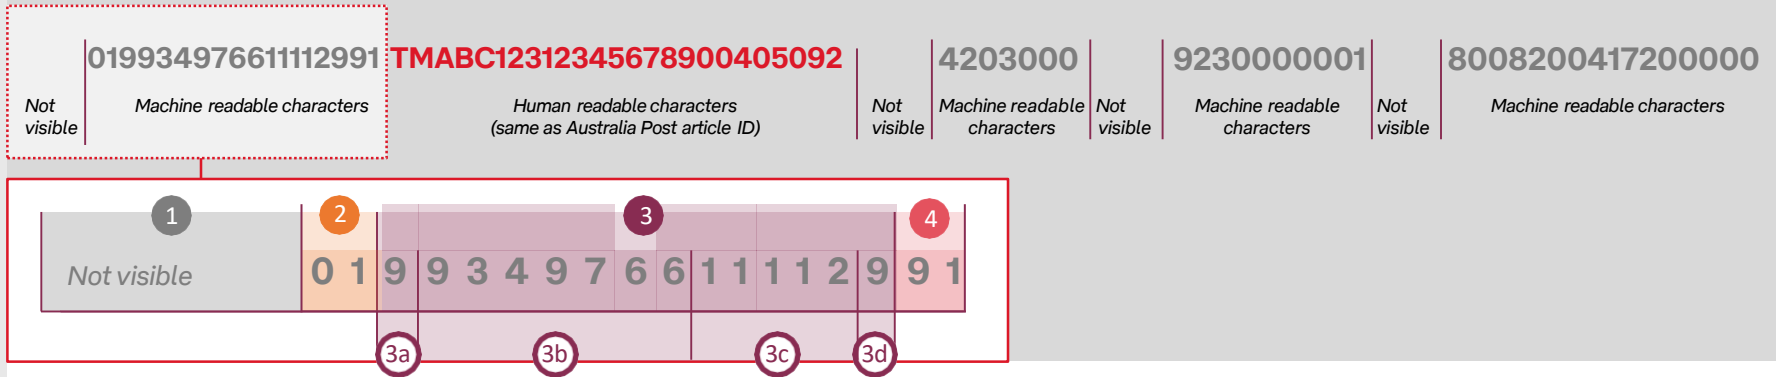 019934976611112991 TMABC12312345678900405092 4203000 9230000001 8008200417200000
Not visible Machine readable characters Human readable characters (same as Australia Post article ID) Not visible Machine readable characters Not visible Machine readable characters Not visible Machine readable characters
1 2 3 4
Not visible 0 1 9 9 3 4 9 7 6 6 1 1 1 1 2 9 9 1
3a 3b 3c 3d